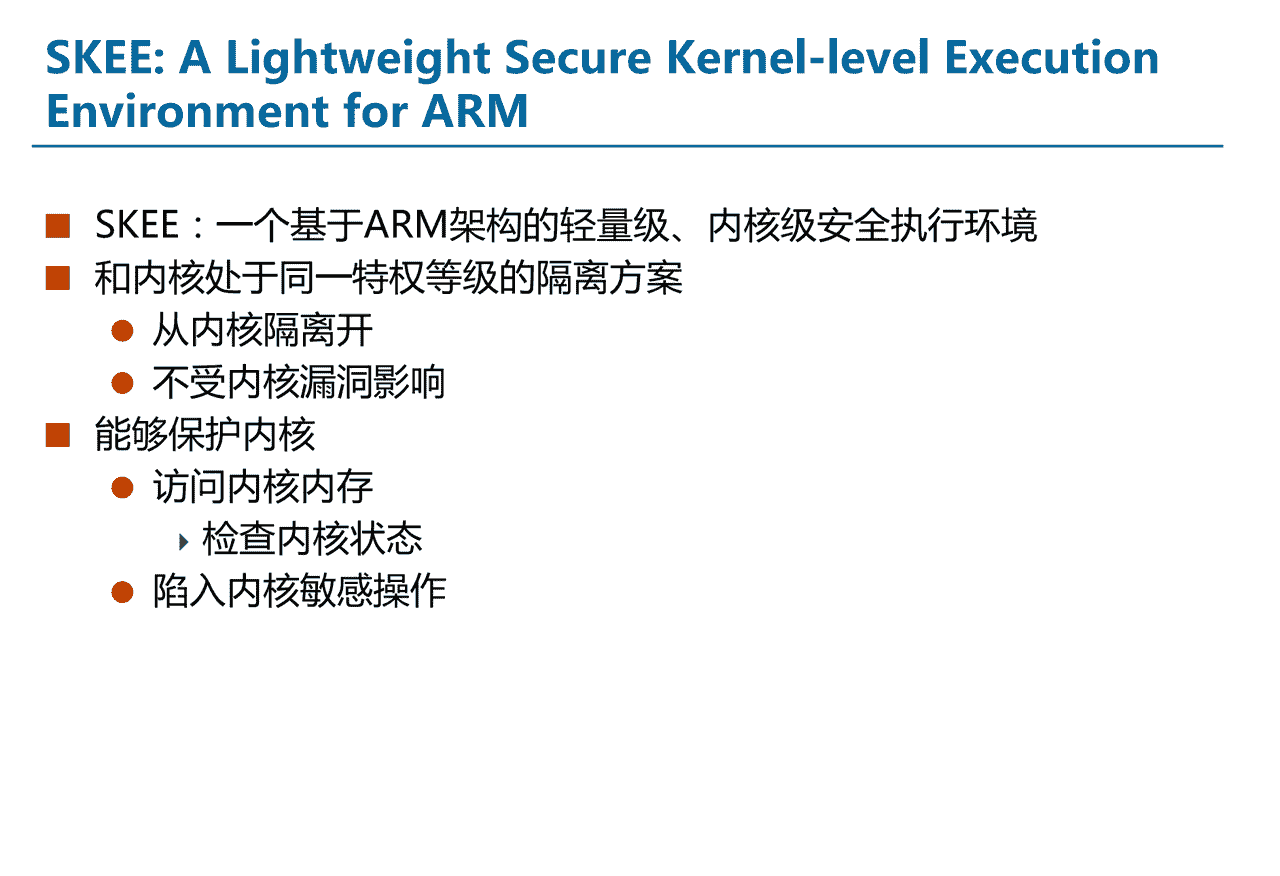 SKEE: A Lightweight Secure Kernel-level Execution
Environment for ARM
SKEE：一个基于ARM架构的轻量级、内核级安全执行环境
和内核处于同一特权等级的隔离方案
从内核隔离开
不受内核漏洞影响
能够保护内核
访问内核内存
检查内核状态
陷入内核敏感操作